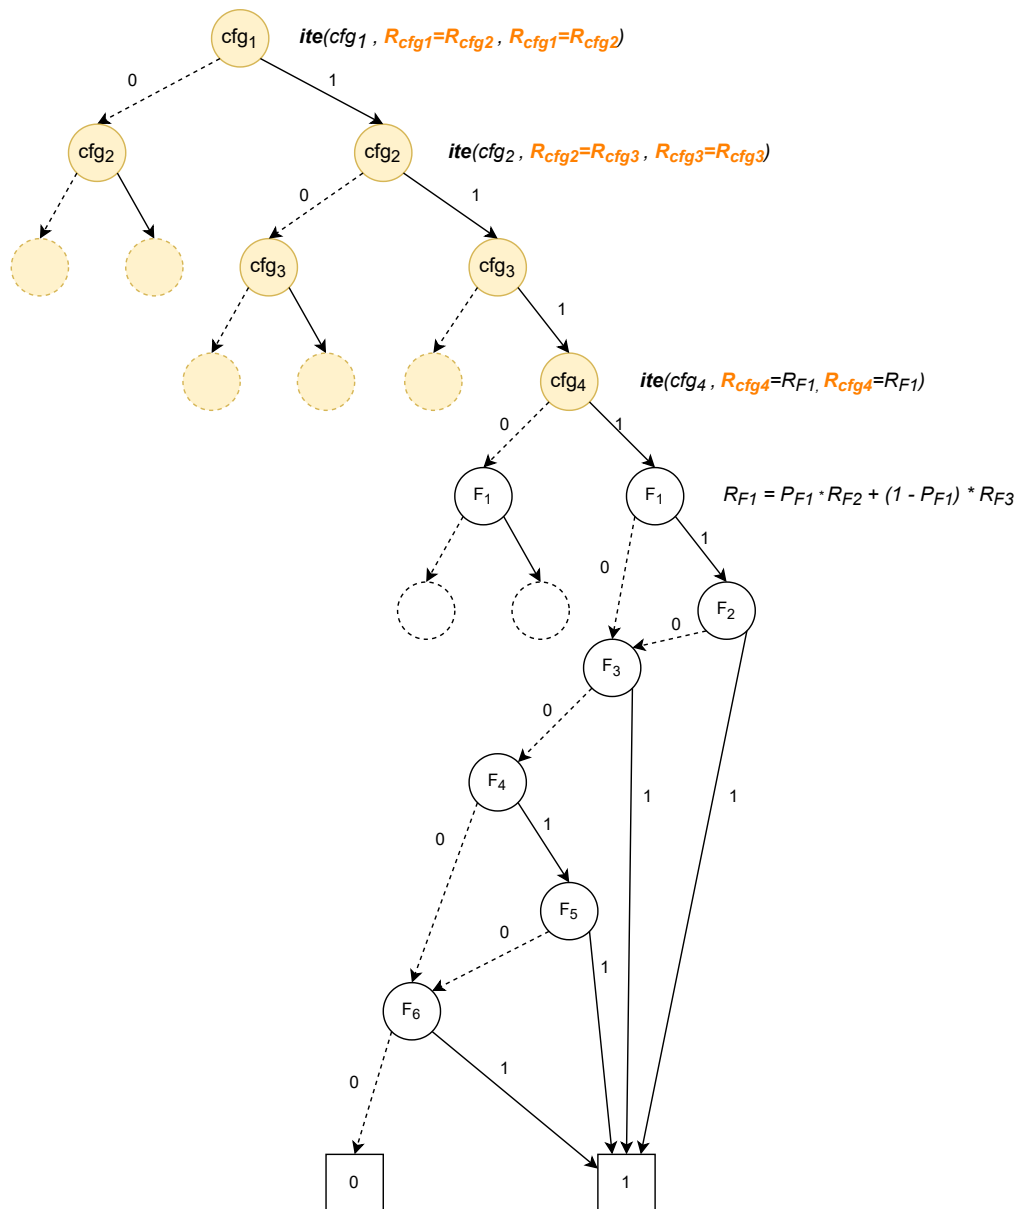 cfg1
ite(cfg1 , Rcfg1=Rcfg2 , Rcfg1=Rcfg2)
0
1
cfg2
cfg2
ite(cfg2 , Rcfg2=Rcfg3 , Rcfg3=Rcfg3)
0
1
cfg3
cfg3
1
cfg4
ite(cfg4 , Rcfg4=RF1, Rcfg4=RF1)
0
1
F1
F1
RF1 = PF1 * RF2 + (1 - PF1) * RF3
1
0
F2
0
F3
0
F4
1
1
0
1
F5
0
1
F6
1
0
0
1